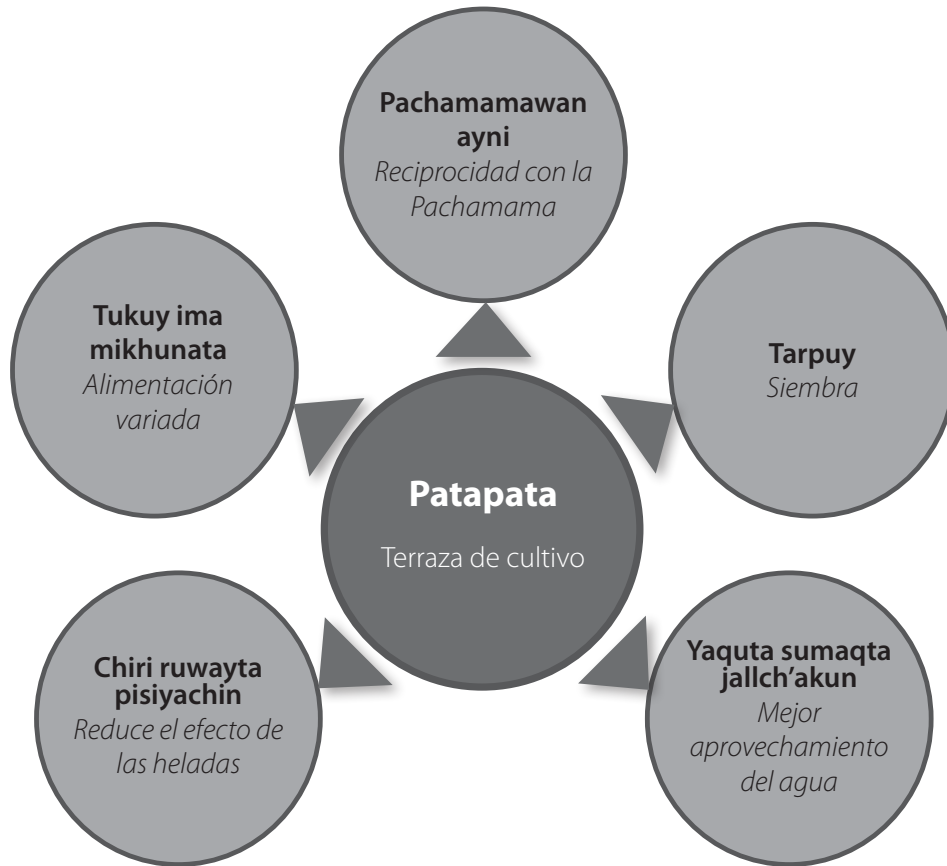 Pachamamawan
ayni
Reciprocidad con la
Pachamama
Tukuy ima
mikhunata
Alimentación
variada
Tarpuy
Siembra
Patapata
Terraza de cultivo
Chiri ruwayta
pisiyachin
Reduce el efecto de
las heladas
Yaquta sumaqta
jallch’akun
Mejor
aprovechamiento
del agua